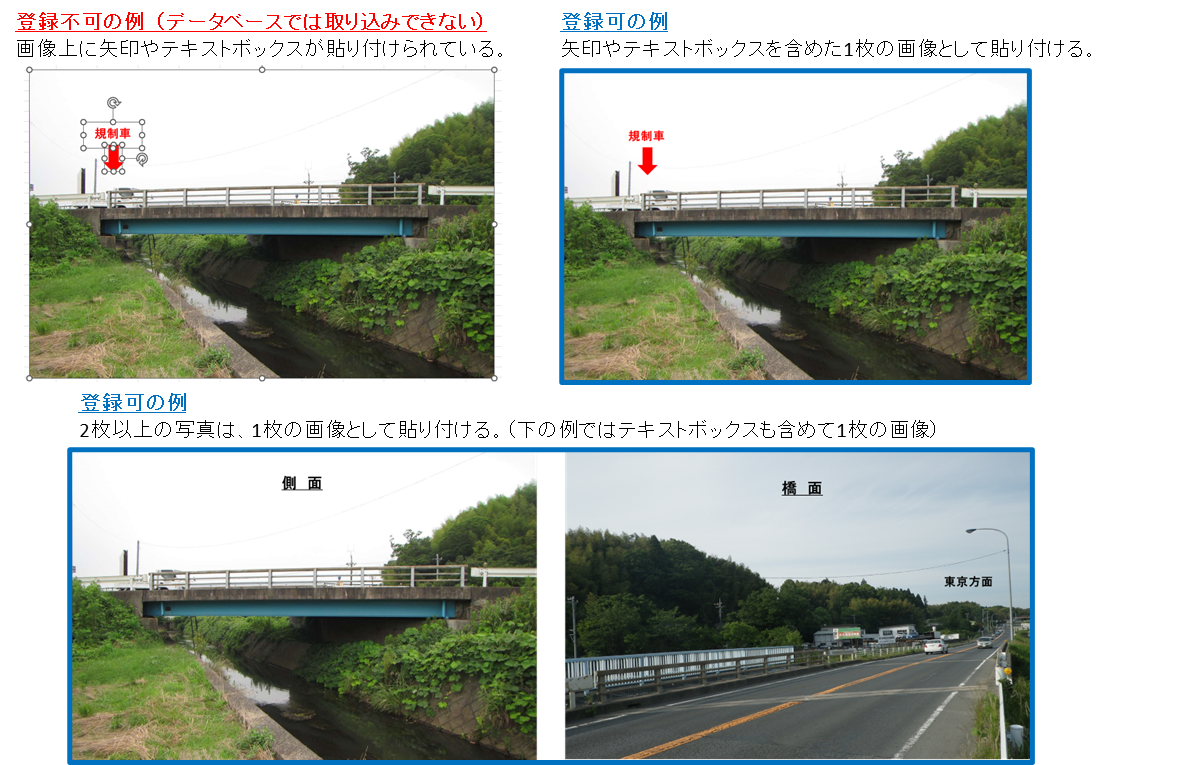 登録不可の例（データベースでは取り込みできない）
画像上に矢印やテキストボックスが貼り付けられている。
規制車
登録可の例
矢印やテキストボックスを含めた1枚の画像として貼り付ける。
規制車
登録可の例
2枚以上の写真は、1枚の画像として貼り付ける。（下の例ではテキストボックスも含めて1枚の画像）
側　面
橋　面
東京方面